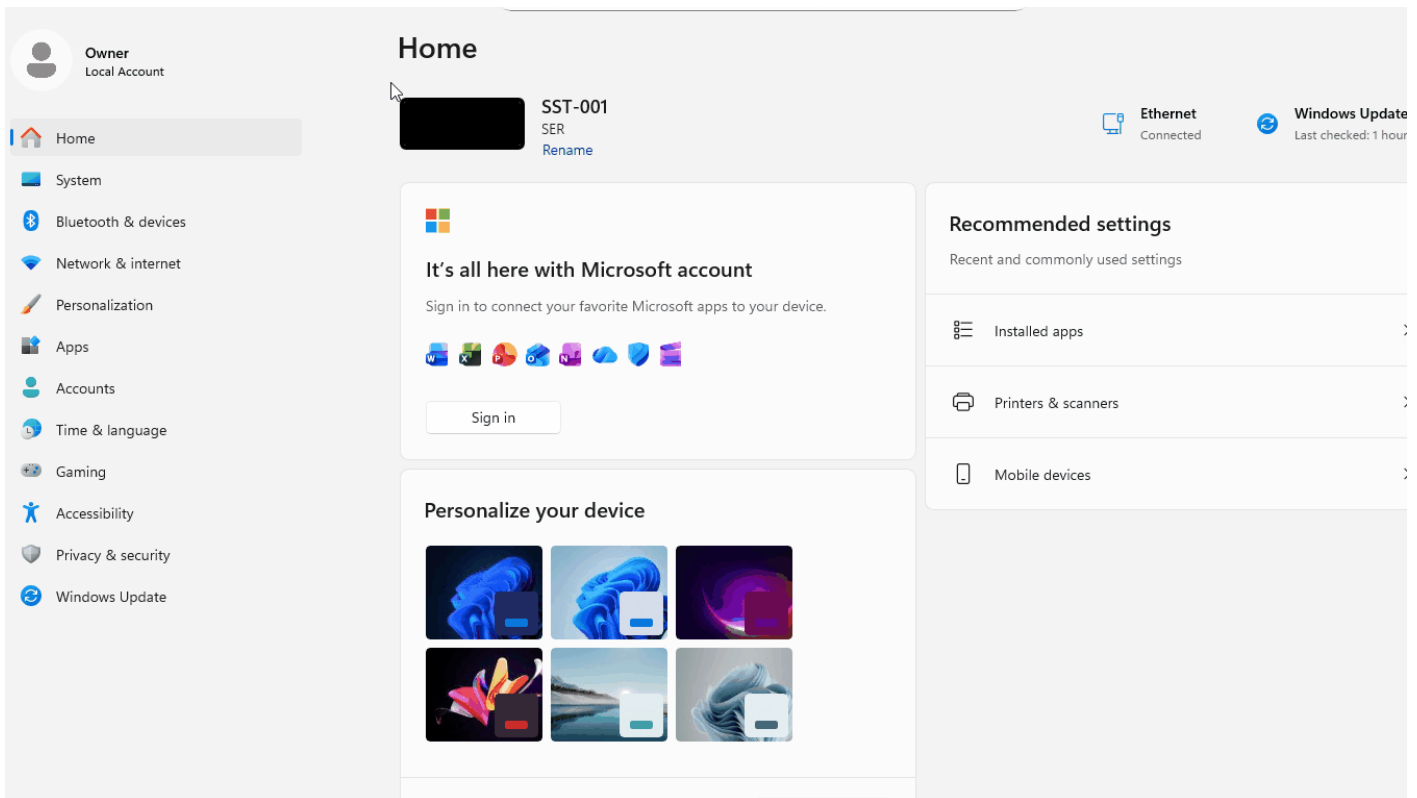 Owner
Local Account
Home
System
Bluetooth & devices
Network & internet
Personalization
Apps
Accounts
Time & language
Gaming
Accessibility
Privacy & security
Windows Update
Home
SST-001
SER
Rename
Ethernet
Connected
Windows Update
Last checked: 1 hour
It's all here with Microsoft account
Sign in to connect your favorite Microsoft apps to your device.
Sign in
Personalize your device
Recommended settings
Recent and commonly used settings
Installed apps
Printers & scanners
Mobile devices